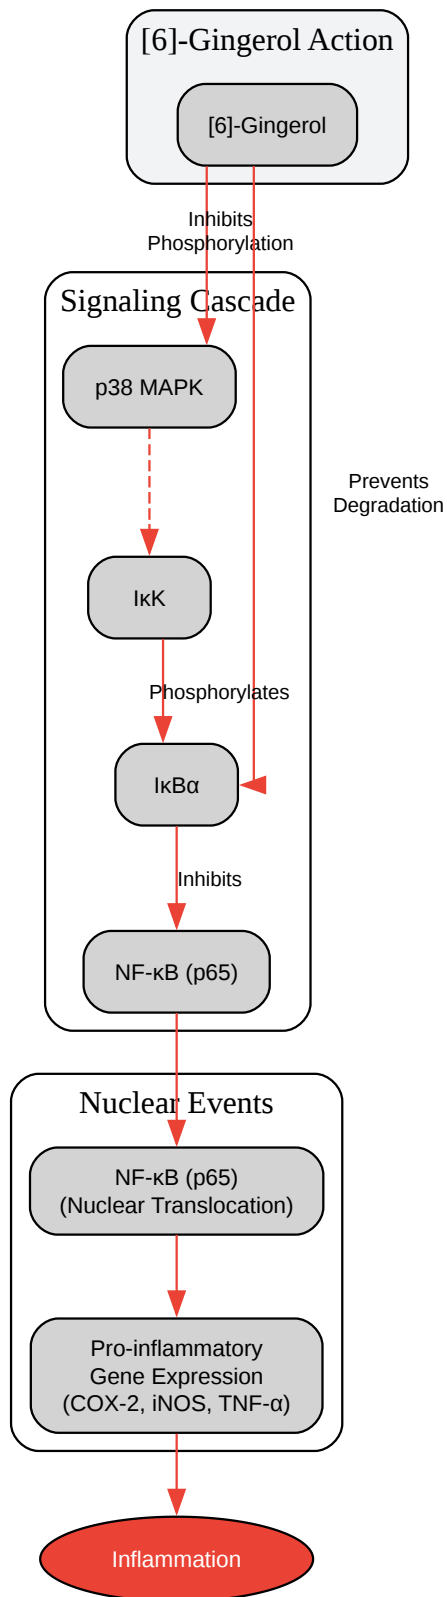 [6]-Gingerol Action
[6]-Gingerol
Inhibits
Phosphorylation
Signaling Cascade
p38 MAPK
Prevents
Degradation
IκK
Phosphorylates
IκBα
Inhibits
NF-κB (p65)
Nuclear Events
NF-κB (p65)
(Nuclear Translocation)
Pro-inflammatory
Gene Expression
(COX-2, iNOS, TNF-α)
Inflammation